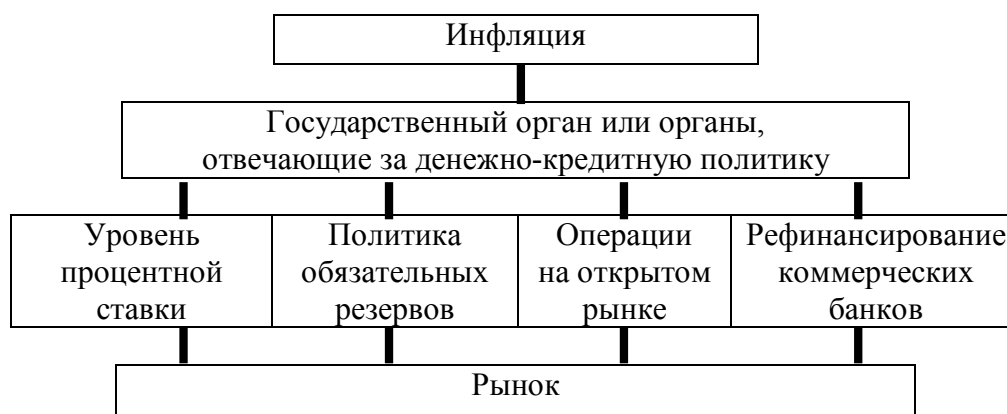 Инфляция
Государственный орган или органы,
отвечающие за денежно-кредитную политику
Уровень
процентной
ставки
Политика
обязательных
резервов
Операции
на открытом
рынке
Рефинансирование
коммерческих
банков
Рынок